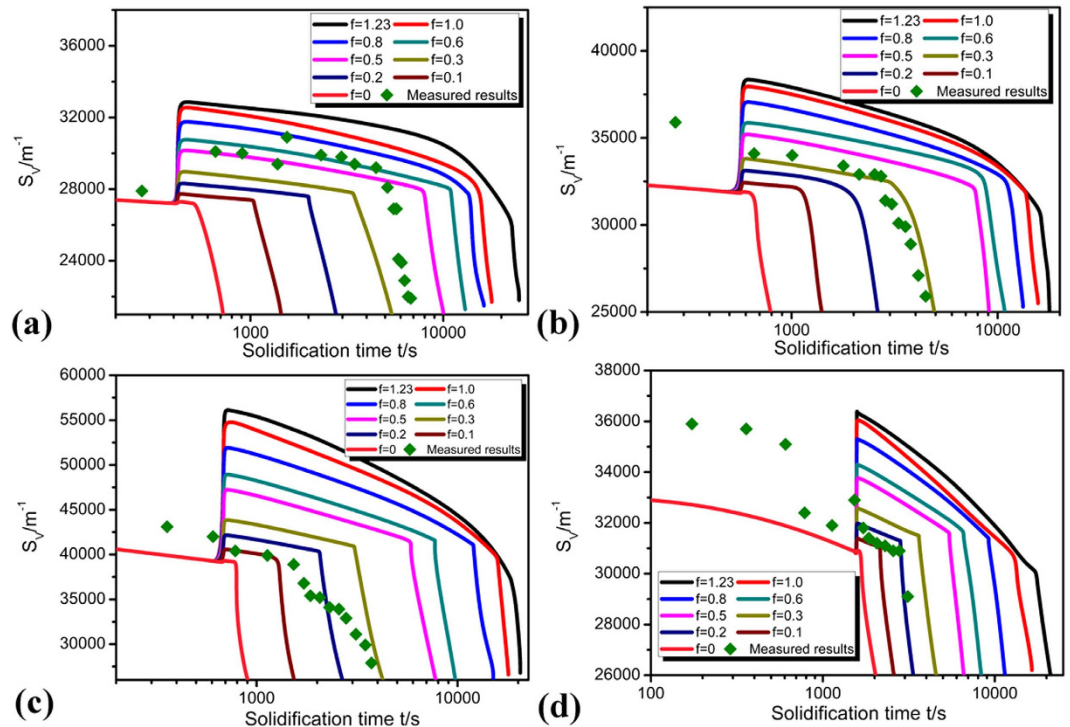 36000
32000
28000
24000
S_V/m⁻¹
f=1.23 f=1.0
f=0.8 f=0.6
f=0.5 f=0.3
f=0.2 f=0.1
f=0 Measured results
1000 10000
Solidification time t/s
(a)
40000
35000
30000
25000
S_V/m⁻¹
f=1.23 f=1.0
f=0.8 f=0.6
f=0.5 f=0.3
f=0.2 f=0.1
f=0 Measured results
1000 10000
Solidification time t/s
(b)
60000
55000
50000
45000
40000
35000
30000
S_V/m⁻¹
f=1.23 f=1.0
f=0.8 f=0.6
f=0.5 f=0.3
f=0.2 f=0.1
f=0 Measured results
1000 10000
Solidification time t/s
(c)
38000
36000
34000
32000
30000
28000
26000
S_V/m⁻¹
f=1.23 f=1.0
f=0.8 f=0.6
f=0.5 f=0.3
f=0.2 f=0.1
f=0 Measured results
100 1000 10000
Solidification time t/s
(d)